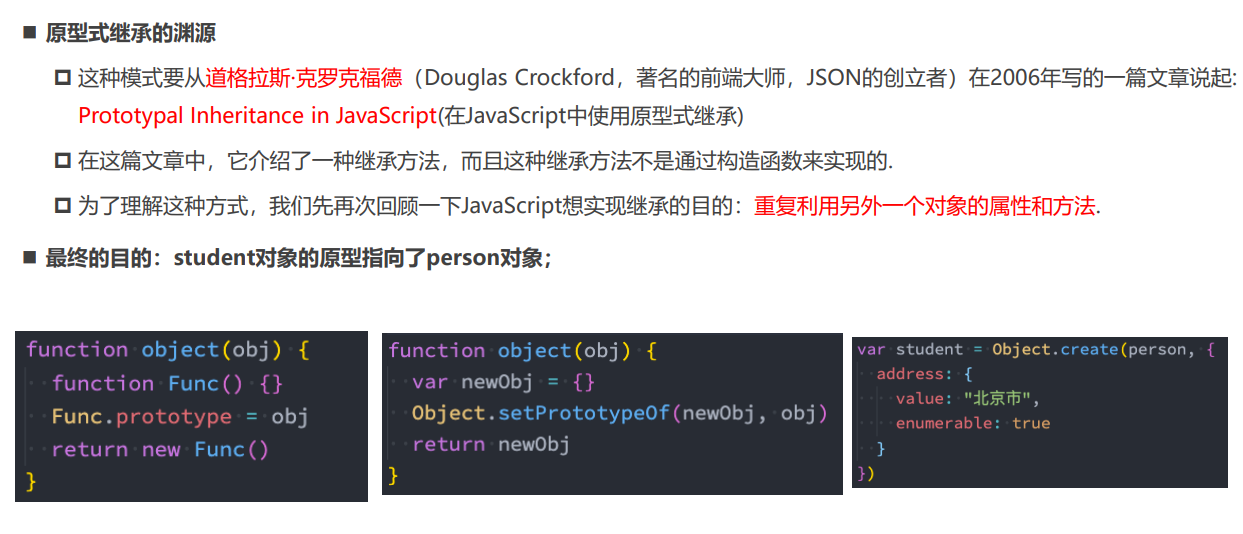 原型式继承的渊源
这种模式要从道格拉斯·克罗克福德（Douglas Crockford，著名的前端大师，JSON的创立者）在2006年写的一篇文章说起:
Prototypal Inheritance in JavaScript(在JavaScript中使用原型式继承)
在这篇文章中，它介绍了一种继承方法，而且这种继承方法不是通过构造函数来实现的.
为了理解这种方式，我们先再次回顾一下JavaScript想实现继承的目的：重复利用另外一个对象的属性和方法.
最终的目的：student对象的原型指向了person对象；
function object(obj) {
  function Func() {}
  Func.prototype = obj
  return new Func()
}
function object(obj) {
  var newObj = {}
  Object.setPrototypeOf(newObj, obj)
  return newObj
}
var student = Object.create(person, {
  address: {
    value: "北京市",
    enumerable: true
  }
})